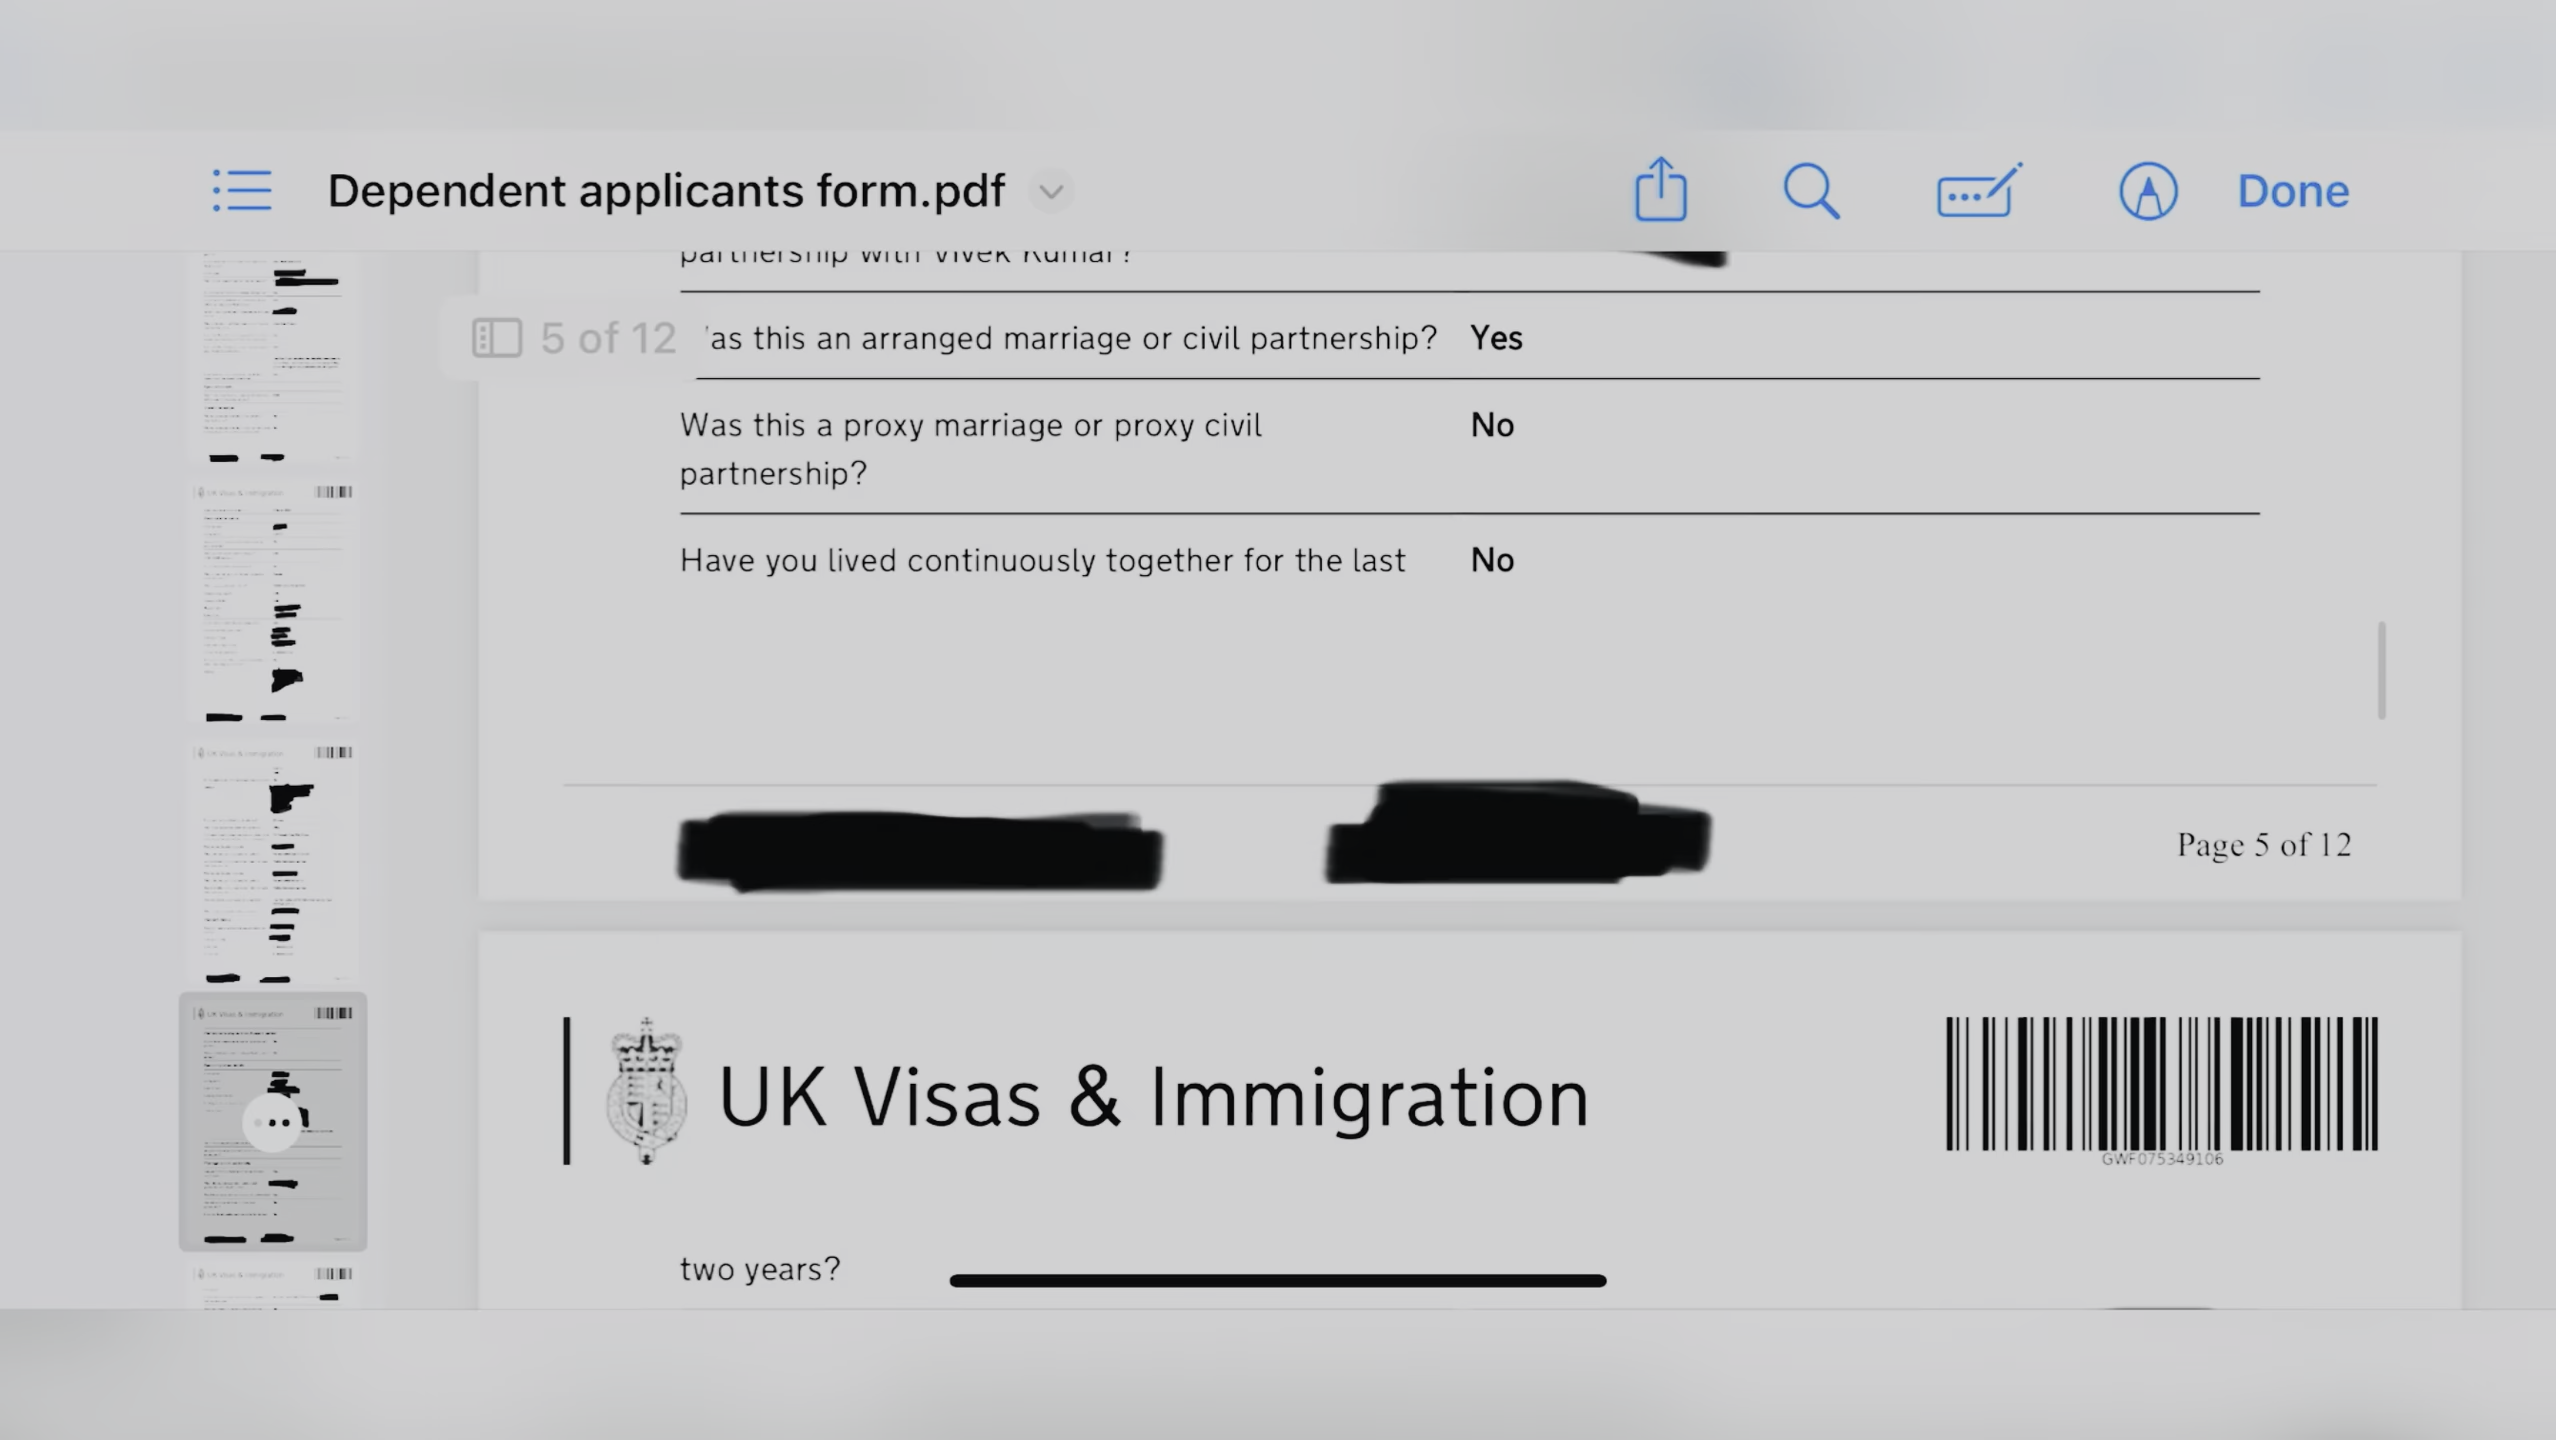 Dependent applicants form.pdf
Done
partnership with Vivek Kumar?
5 of 12
as this an arranged marriage or civil partnership? Yes
Was this a proxy marriage or proxy civil No
partnership?
Have you lived continuously together for the last No
Page 5 of 12
UK Visas & Immigration
GWF075349106
two years?